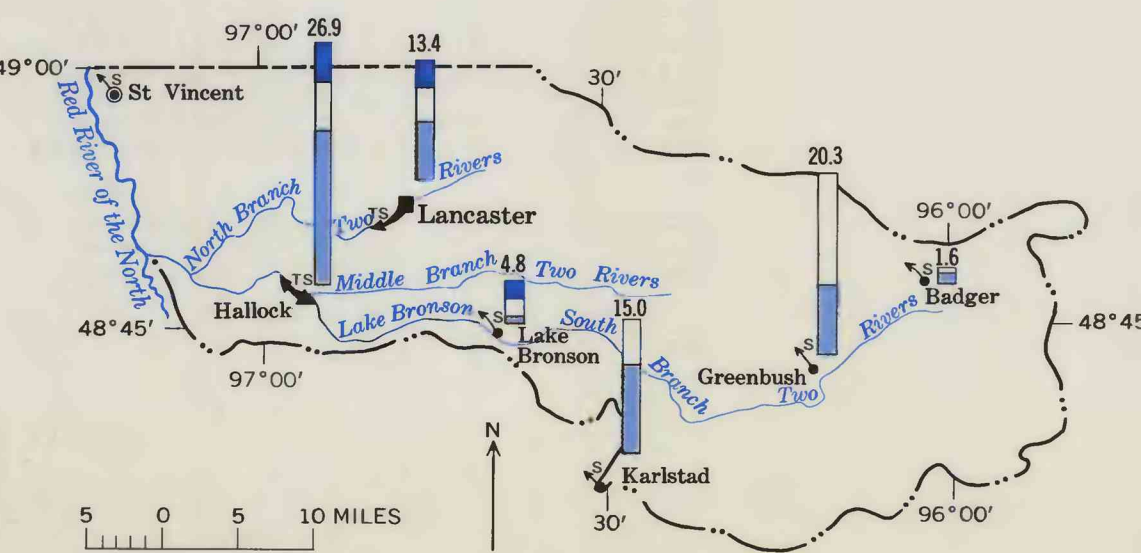 97°00'
26.9
13.4
49°00'
S
St Vincent
30'
Red River of the North
North Branch
Two
Rivers
TS
Lancaster
20.3
96°00'
1.6
S
Badger
TS
Hallock
Middle Branch Two Rivers
4.8
Lake Bronson
S
Lake
Bronson
South
Branch
Two
Rivers
15.0
S
Greenbush
48°45'
48°45'
97°00'
N
S
Karlstad
30'
96°00'
5 0 5 10 MILES